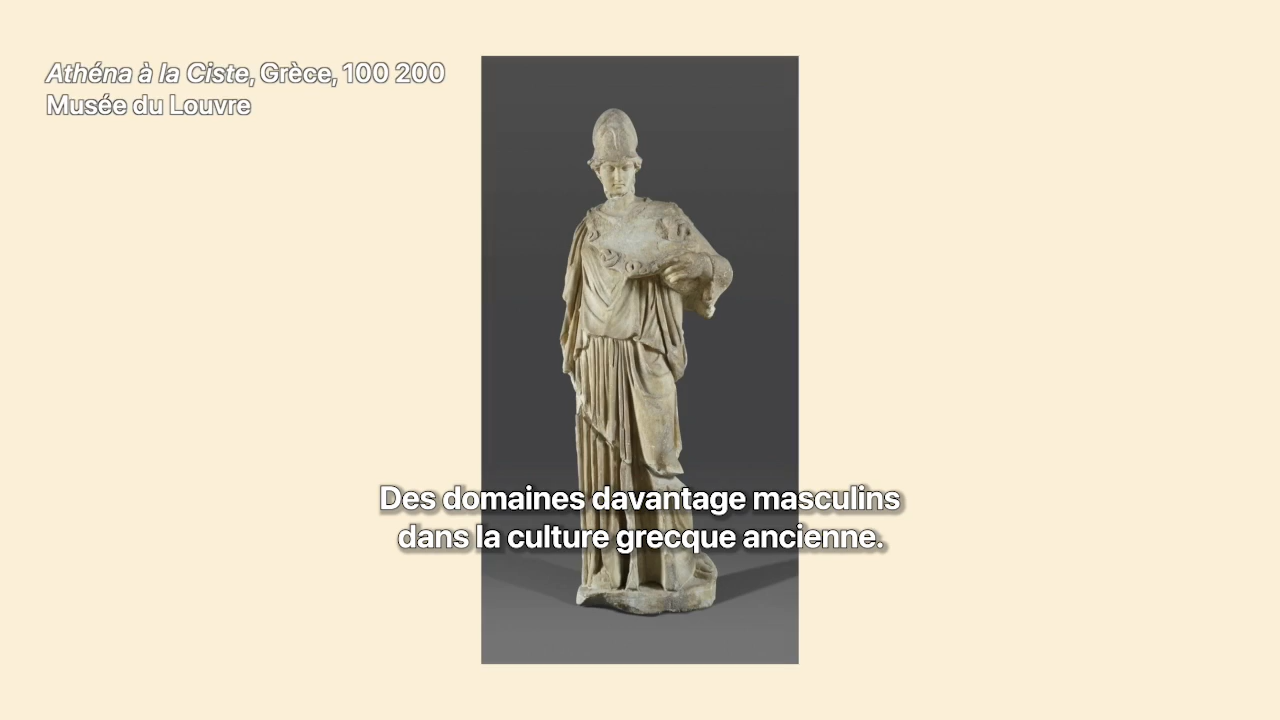 Athéna à la Ciste, Grèce, 100 200
Musée du Louvre
Des domaines davantage masculins
dans la culture grecque ancienne.